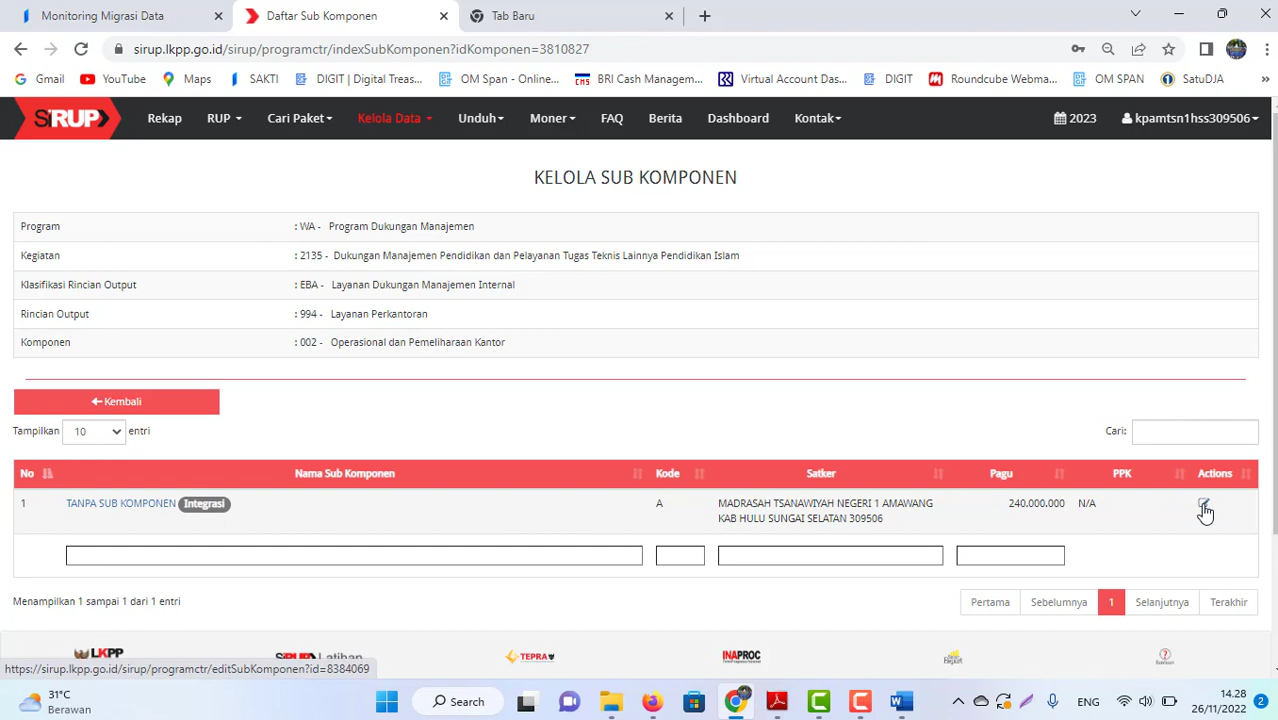 Monitoring Migrasi Data
Daftar Sub Komponen
Tab Baru
sirup.lkpp.go.id/sirup/programctr/indexSubKomponen?idKomponen=3810827
Gmail YouTube Maps SAKTI DIGIT | Digital Treas... OM Span - Online... BRI Cash Managem... Virtual Account Das... DIGIT Roundcube Webma... OM SPAN SatuDJA »
SiRUP Rekap RUP Cari Paket Kelola Data Unduh Moner FAQ Berita Dashboard Kontak 2023 kpamtsn1hss309506
KELOLA SUB KOMPONEN
Program : WA - Program Dukungan Manajemen
Kegiatan : 2135 - Dukungan Manajemen Pendidikan dan Pelayanan Tugas Teknis Lainnya Pendidikan Islam
Klasifikasi Rincian Output : EBA - Layanan Dukungan Manajemen Internal
Rincian Output : 994 - Layanan Perkantoran
Komponen : 002 - Operasional dan Pemeliharaan Kantor
Kembali
Tampilkan 10 entri Cari:
No Nama Sub Komponen Kode Satker Pagu PPK Actions
1 TANPA SUB KOMPONEN Integrasi A MADRASAH TSANAWIYAH NEGERI 1 AMAWANG 240.000.000 N/A
KAB HULU SUNGAI SELATAN 309506
Menampilkan 1 sampai 1 dari 1 entri Pertama Sebelumnya 1 Selanjutnya Terakhir
LKPP SiRUP Latihan TEPRA INAPROC
https://sirup.lkpp.go.id/sirup/programctr/editSubKomponen?id=8384069
31°C
Berawan
Search
ENG
14.28
26/11/2022
2